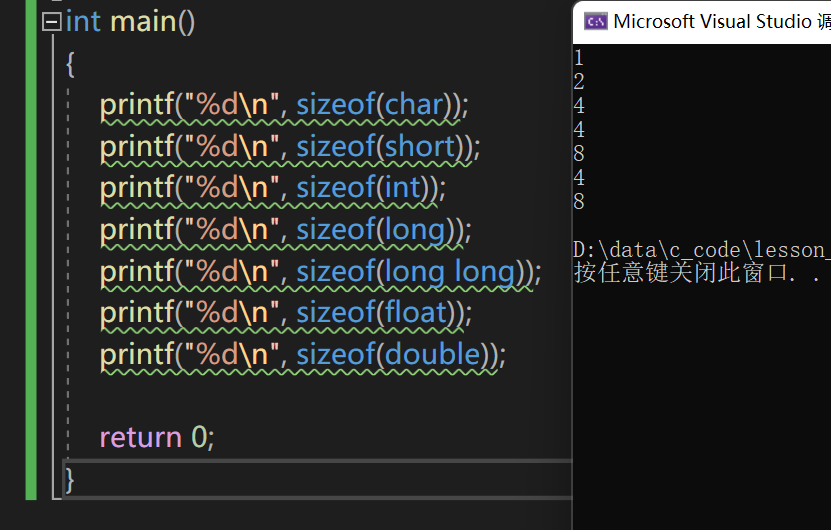 int main()
{
printf("%d\n", sizeof(char));
printf("%d\n", sizeof(short));
printf("%d\n", sizeof(int));
printf("%d\n", sizeof(long));
printf("%d\n", sizeof(long long));
printf("%d\n", sizeof(float));
printf("%d\n", sizeof(double));
return 0;
}
Microsoft Visual Studio 调
1
2
4
4
8
4
8
D:\data\c_code\lesson_
按任意键关闭此窗口. . .